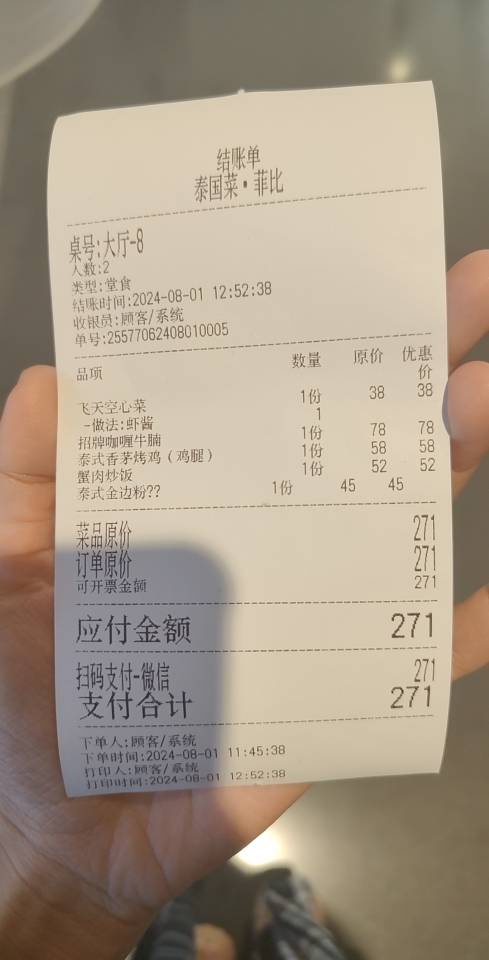 结账单
泰国菜·菲比
桌号:大厅-8
人数:2
类型:堂食
结账时间:2024-08-01 12:52:38
收银员:顾客/系统
单号:25577062408010005
品项 数量 原价 优惠价
飞天空心菜 1份 38 38
-做法:虾酱 1
招牌咖喱牛腩 1份 78 78
泰式香茅烤鸡(鸡腿) 1份 58 58
蟹肉炒饭 1份 52 52
泰式金边粉?? 1份 45 45
菜品原价 271
订单原价 271
可开票金额 271
应付金额 271
扫码支付-微信 271
支付合计 271
下单人:顾客/系统
下单时间:2024-08-01 11:45:38
打印人:顾客/系统
打印时间:2024-08-01 12:52:38